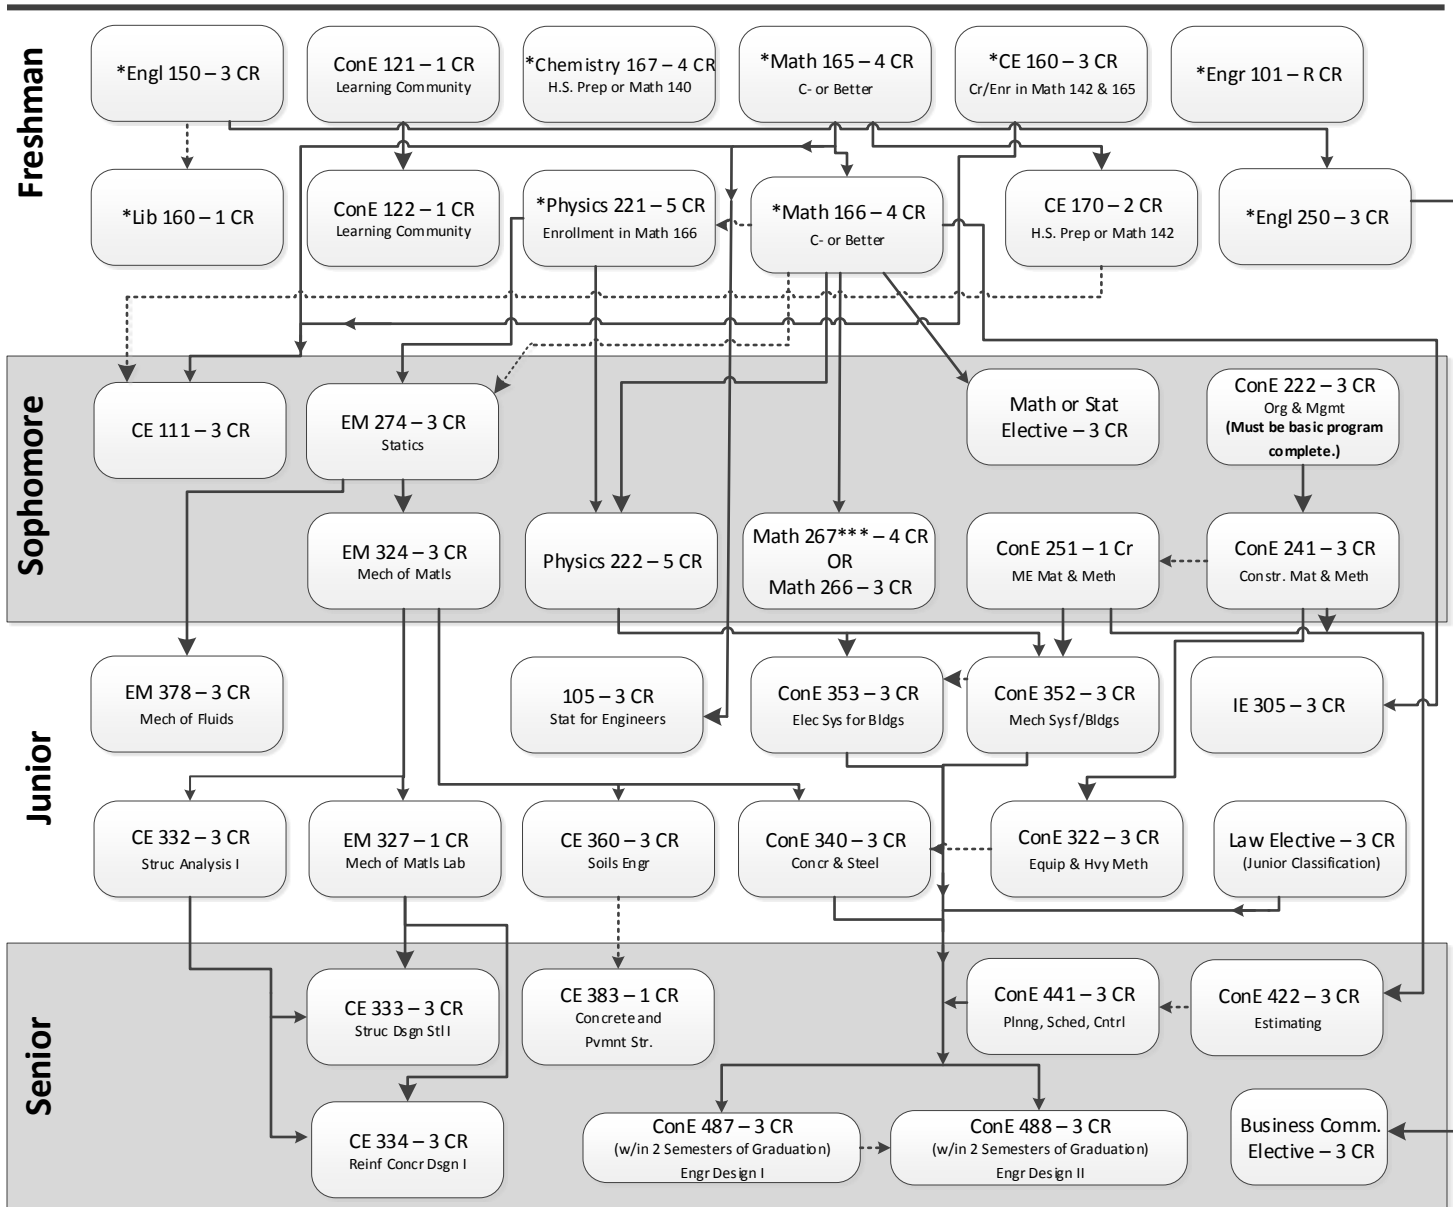 Freshman
*Engl 150 – 3 CR
ConE 121 – 1 CR
Learning Community
*Chemistry 167 – 4 CR
H.S. Prep or Math 140
*Math 165 – 4 CR
C- or Better
*CE 160 – 3 CR
Cr/Enr in Math 142 & 165
*Engr 101 – R CR
*Lib 160 – 1 CR
ConE 122 – 1 CR
Learning Community
*Physics 221 – 5 CR
Enrollment in Math 166
*Math 166 – 4 CR
C- or Better
CE 170 – 2 CR
H.S. Prep or Math 142
*Engl 250 – 3 CR
Sophomore
CE 111 – 3 CR
EM 274 – 3 CR
Statics
Math or Stat
Elective – 3 CR
ConE 222 – 3 CR
Org & Mgmt
(Must be basic program
complete.)
EM 324 – 3 CR
Mech of Matls
Physics 222 – 5 CR
Math 267*** – 4 CR
OR
Math 266 – 3 CR
ConE 251 – 1 Cr
ME Mat & Meth
ConE 241 – 3 CR
Constr. Mat & Meth
Junior
EM 378 – 3 CR
Mech of Fluids
105 – 3 CR
Stat for Engineers
ConE 353 – 3 CR
Elec Sys for Bldgs
ConE 352 – 3 CR
Mech Sys f/Bldgs
IE 305 – 3 CR
CE 332 – 3 CR
Struc Analysis I
EM 327 – 1 CR
Mech of Matls Lab
CE 360 – 3 CR
Soils Engr
ConE 340 – 3 CR
Concr & Steel
ConE 322 – 3 CR
Equip & Hvy Meth
Law Elective – 3 CR
(Junior Classification)
Senior
CE 333 – 3 CR
Struc Dsgn Stl I
CE 383 – 1 CR
Concrete and
Pvmnt Str.
ConE 441 – 3 CR
Plnng, Sched, Cntrl
ConE 422 – 3 CR
Estimating
CE 334 – 3 CR
Reinf Concr Dsgn I
ConE 487 – 3 CR
(w/in 2 Semesters of Graduation)
Engr Design I
ConE 488 – 3 CR
(w/in 2 Semesters of Graduation)
Engr Design II
Business Comm.
Elective – 3 CR